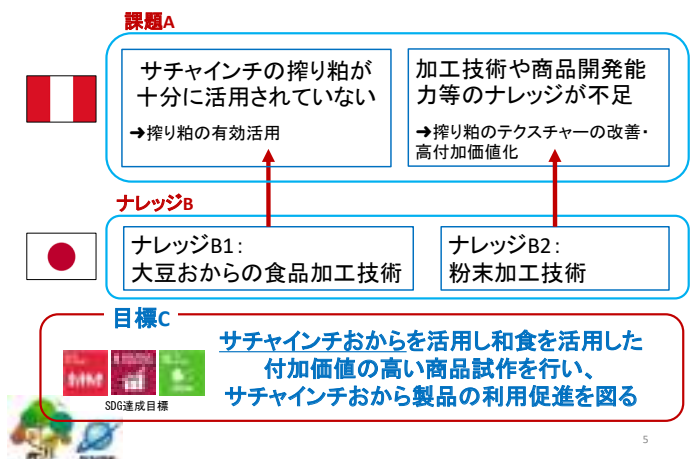 課題A
サチャインチの搾り粕が
十分に活用されていない
➜搾り粕の有効活用
加工技術や商品開発能
力等のナレッジが不足
➜搾り粕のテクスチャーの改善・
高付加価値化
ナレッジB
ナレッジB1:
大豆おからの食品加工技術
ナレッジB2:
粉末加工技術
目標C
サチャインチおからを活用し和食を活用した
付加価値の高い商品試作を行い、
サチャインチおから製品の利用促進を図る
SDG達成目標
5